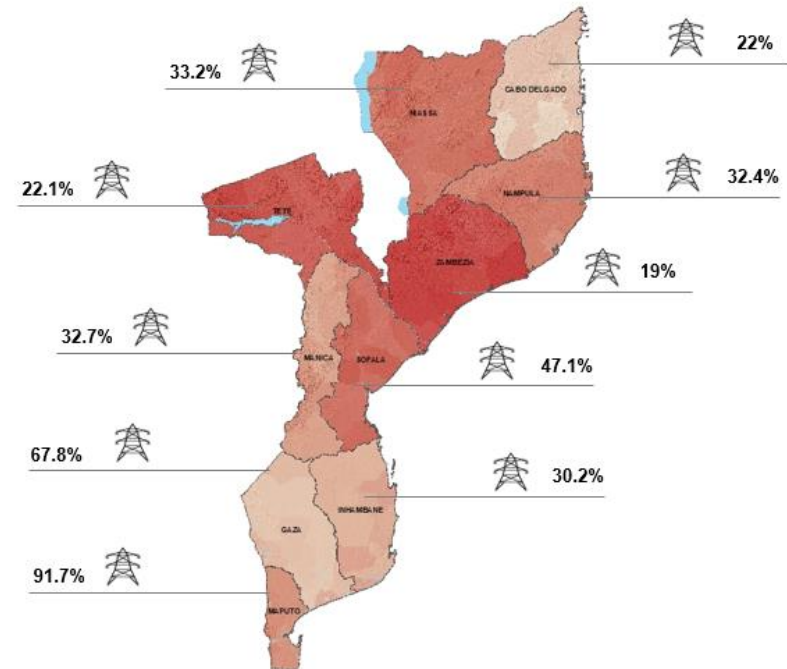 22%
33.2%
CABO DELGADO
NIASSA
32.4%
NAMPULA
22.1%
TETE
ZAMBEZIA
19%
32.7%
MANICA
SOFALA
47.1%
67.8%
30.2%
INHAMBANE
GAZA
91.7%
MAPUTO